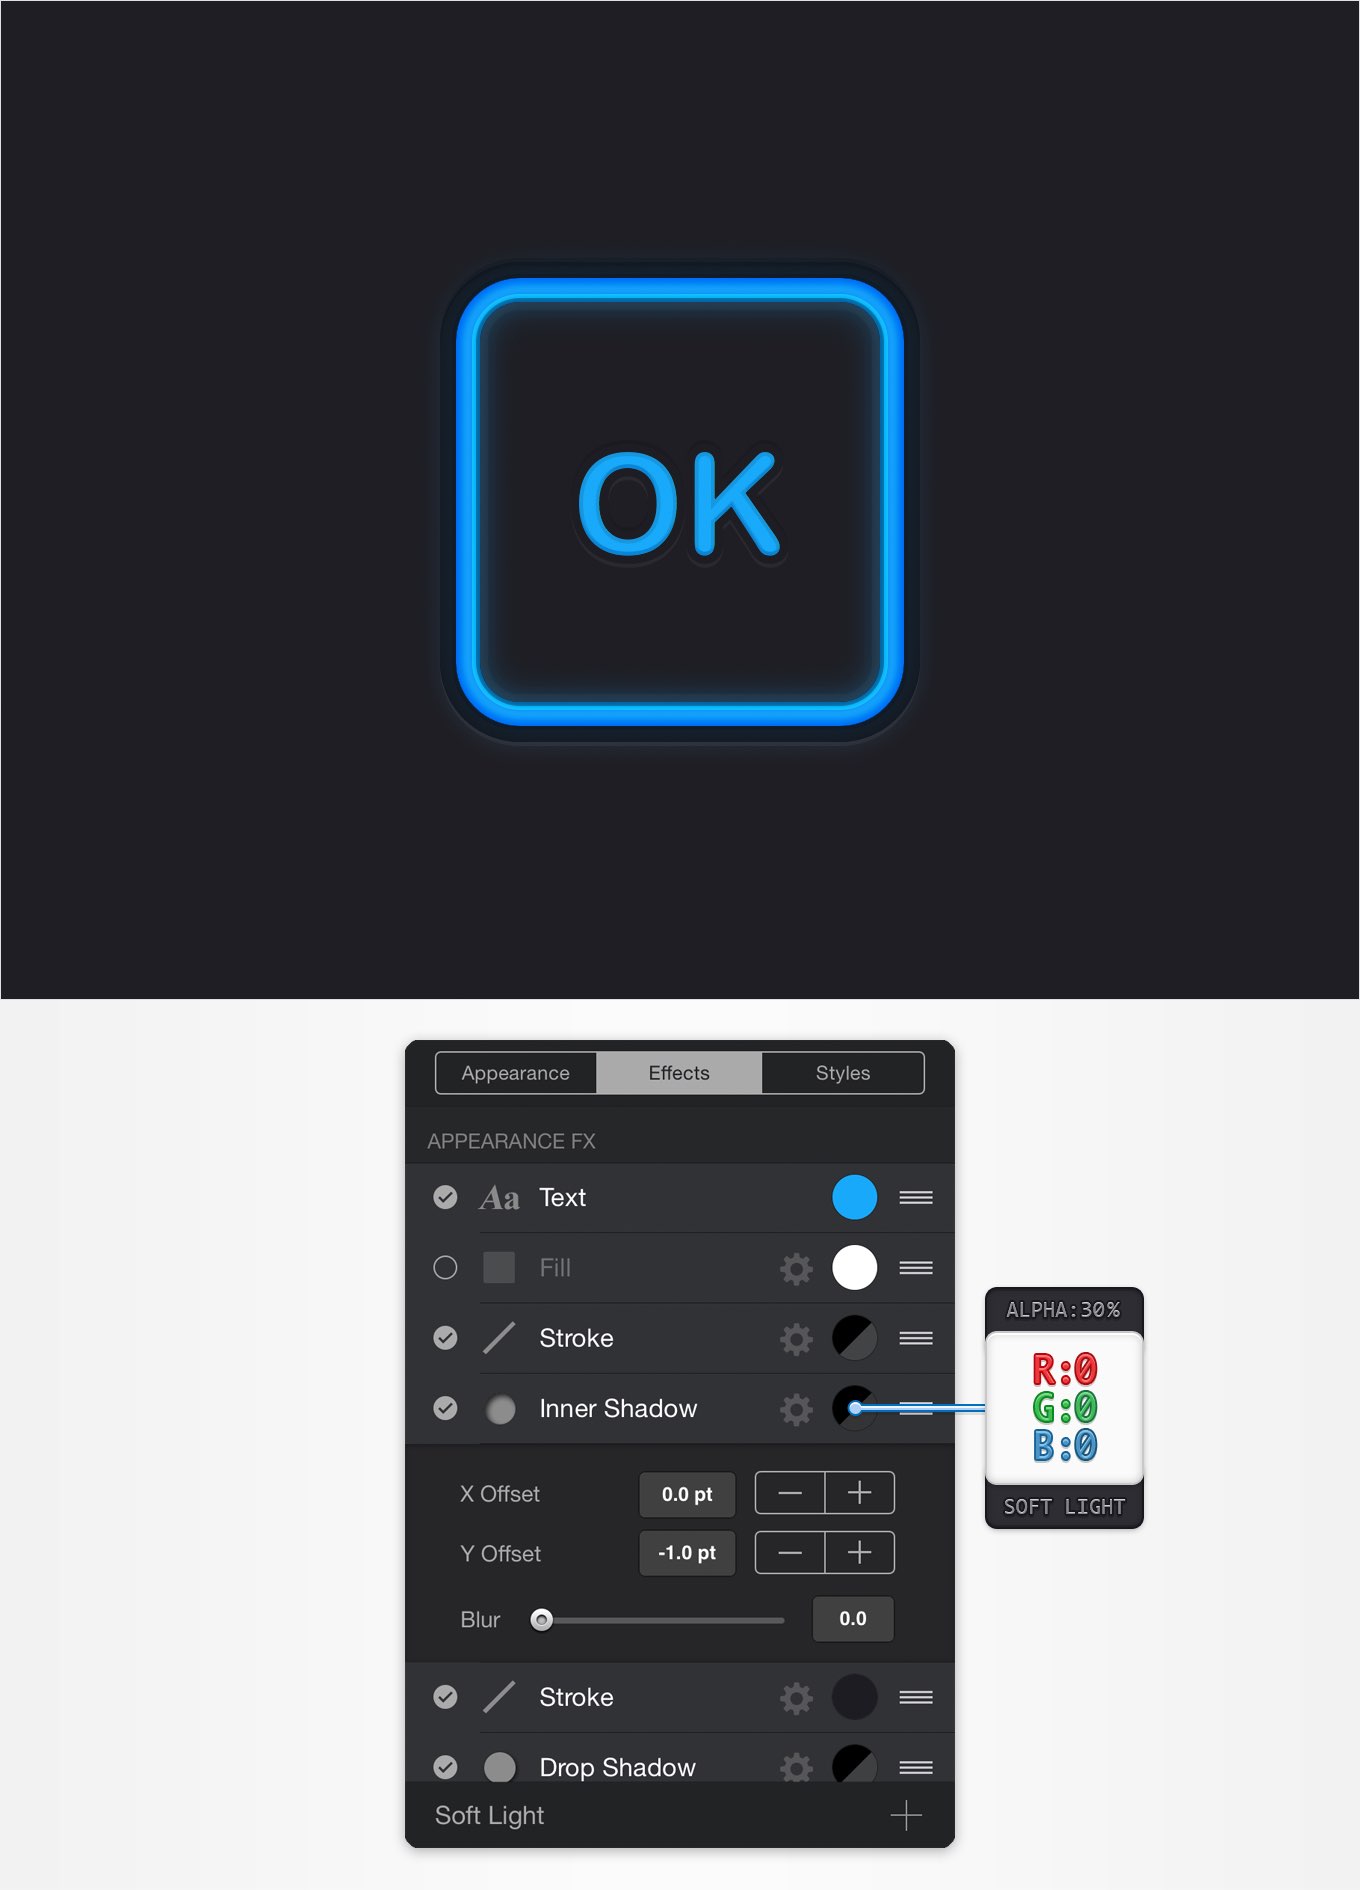 OK
Appearance Effects Styles
APPEARANCE FX
Aa Text
Fill
Stroke
Inner Shadow
ALPHA:30%
R:0
G:0
B:0
SOFT LIGHT
X Offset 0.0 pt
Y Offset -1.0 pt
Blur 0.0
Stroke
Drop Shadow
Soft Light